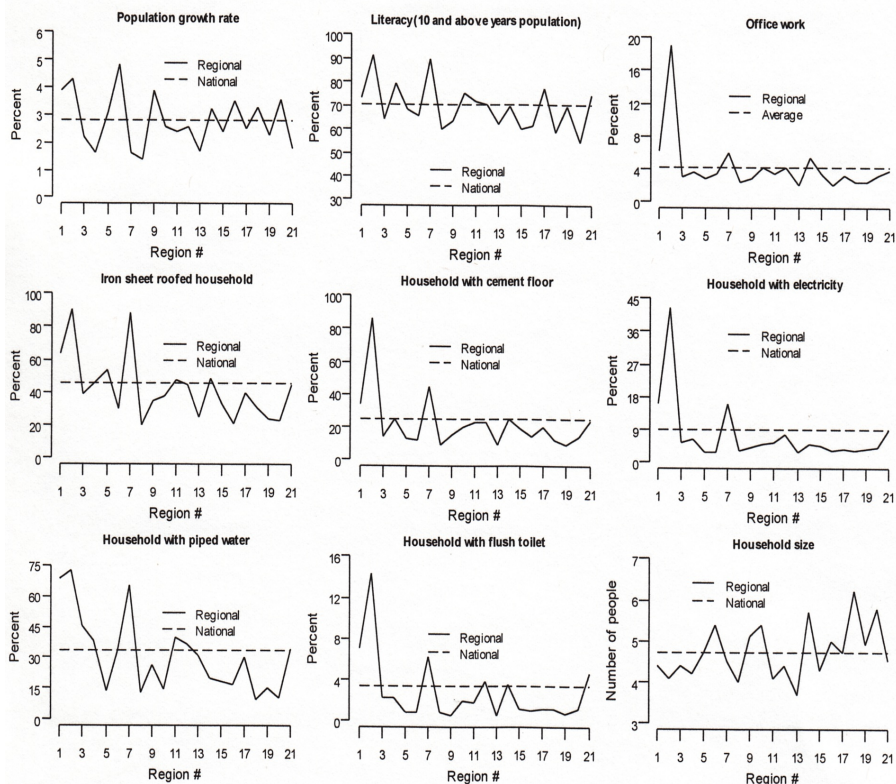 Population growth rate
6
5
4
3
2
1
0
Percent
Regional
National
1 3 5 7 9 11 13 15 17 19 21
Region #
Literacy(10 and above years population)
100
90
80
70
60
50
40
30
Percent
Regional
National
1 3 5 7 9 11 13 15 17 19 21
Region #
Office work
20
16
12
8
4
0
Percent
Regional
Average
1 3 5 7 9 11 13 15 17 19 21
Region #
Iron sheet roofed household
100
80
60
40
20
0
Percent
Regional
National
1 3 5 7 9 11 13 15 17 19 21
Region #
Household with cement floor
100
80
60
40
20
0
Percent
Regional
National
1 3 5 7 9 11 13 15 17 19 21
Region #
Household with electricity
45
36
27
18
9
0
Percent
Regional
National
1 3 5 7 9 11 13 15 17 19 21
Region #
Household with piped water
75
60
45
30
15
0
Percent
Regional
National
1 3 5 7 9 11 13 15 17 19 21
Region #
Household with flush toilet
16
12
8
4
0
Percent
Regional
National
1 3 5 7 9 11 13 15 17 19 21
Region #
Household size
7
6
5
4
3
Number of people
Regional
National
1 3 5 7 9 11 13 15 17 19 21
Region #